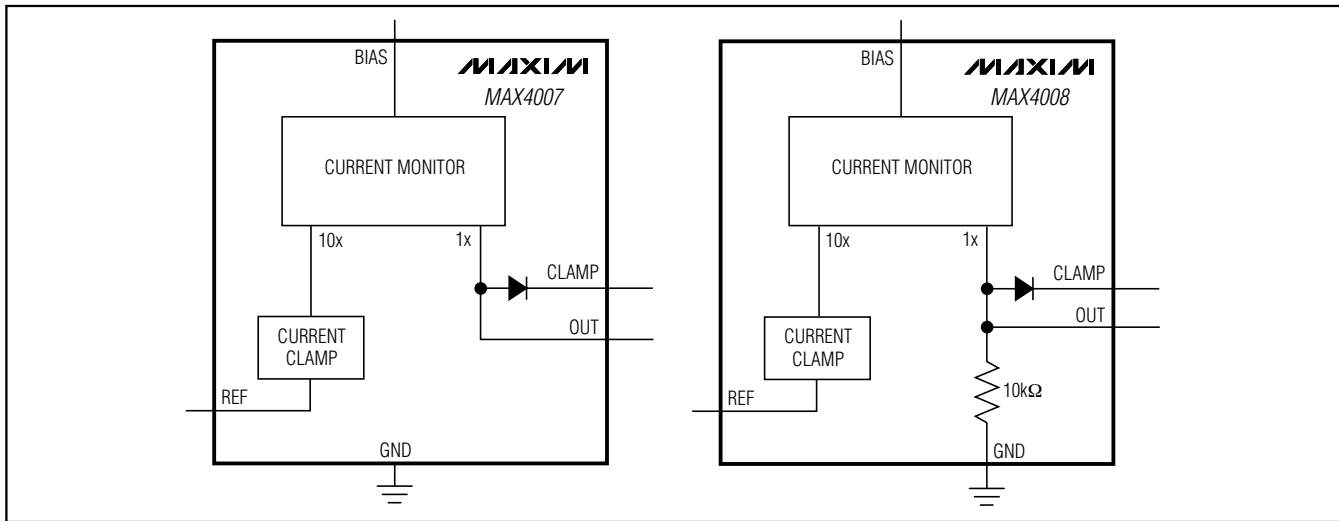 BIAS
MAXIM
MAX4007
CURRENT MONITOR
10x
1x
CLAMP
OUT
CURRENT
CLAMP
REF
GND
BIAS
MAXIM
MAX4008
CURRENT MONITOR
10x
1x
CLAMP
OUT
CURRENT
CLAMP
10kΩ
REF
GND